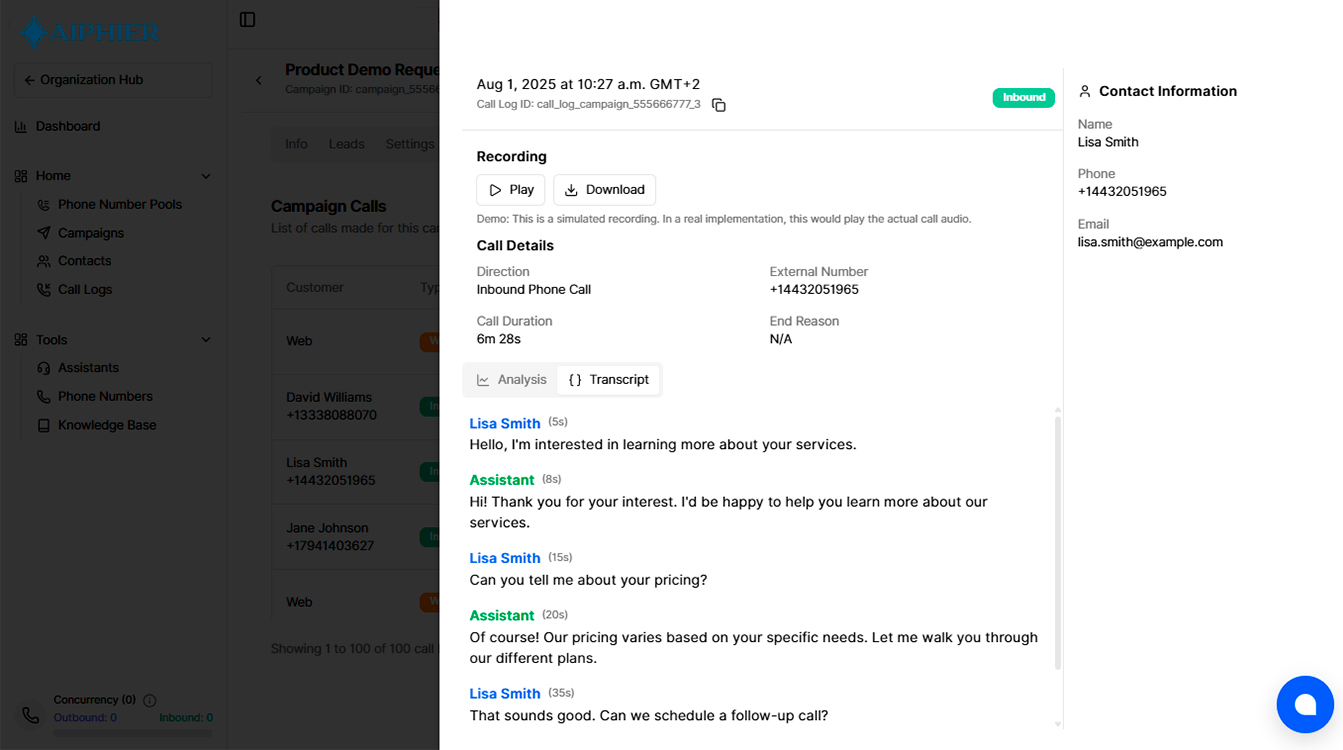 AIPHIER
Organization Hub
Dashboard
Home
Phone Number Pools
Campaigns
Contacts
Call Logs
Tools
Assistants
Phone Numbers
Knowledge Base
Concurrency (0)
Outbound: 0 Inbound: 0
Product Demo Reque
Campaign ID: campaign_5556
Info Leads Settings
Campaign Calls
List of calls made for this ca
Customer Typ
Web W
David Williams
+13338088070 In
Lisa Smith
+14432051965 In
Jane Johnson
+17941403627 In
Web W
Showing 1 to 100 of 100 call
Aug 1, 2025 at 10:27 a.m. GMT+2
Call Log ID: call_log_campaign_555666777_3
Inbound
Recording
Play Download
Demo: This is a simulated recording. In a real implementation, this would play the actual call audio.
Call Details
Direction External Number
Inbound Phone Call +14432051965
Call Duration End Reason
6m 28s N/A
Analysis {} Transcript
Lisa Smith (5s)
Hello, I'm interested in learning more about your services.
Assistant (8s)
Hi! Thank you for your interest. I'd be happy to help you learn more about our
services.
Lisa Smith (15s)
Can you tell me about your pricing?
Assistant (20s)
Of course! Our pricing varies based on your specific needs. Let me walk you through
our different plans.
Lisa Smith (35s)
That sounds good. Can we schedule a follow-up call?
Contact Information
Name
Lisa Smith
Phone
+14432051965
Email
lisa.smith@example.com